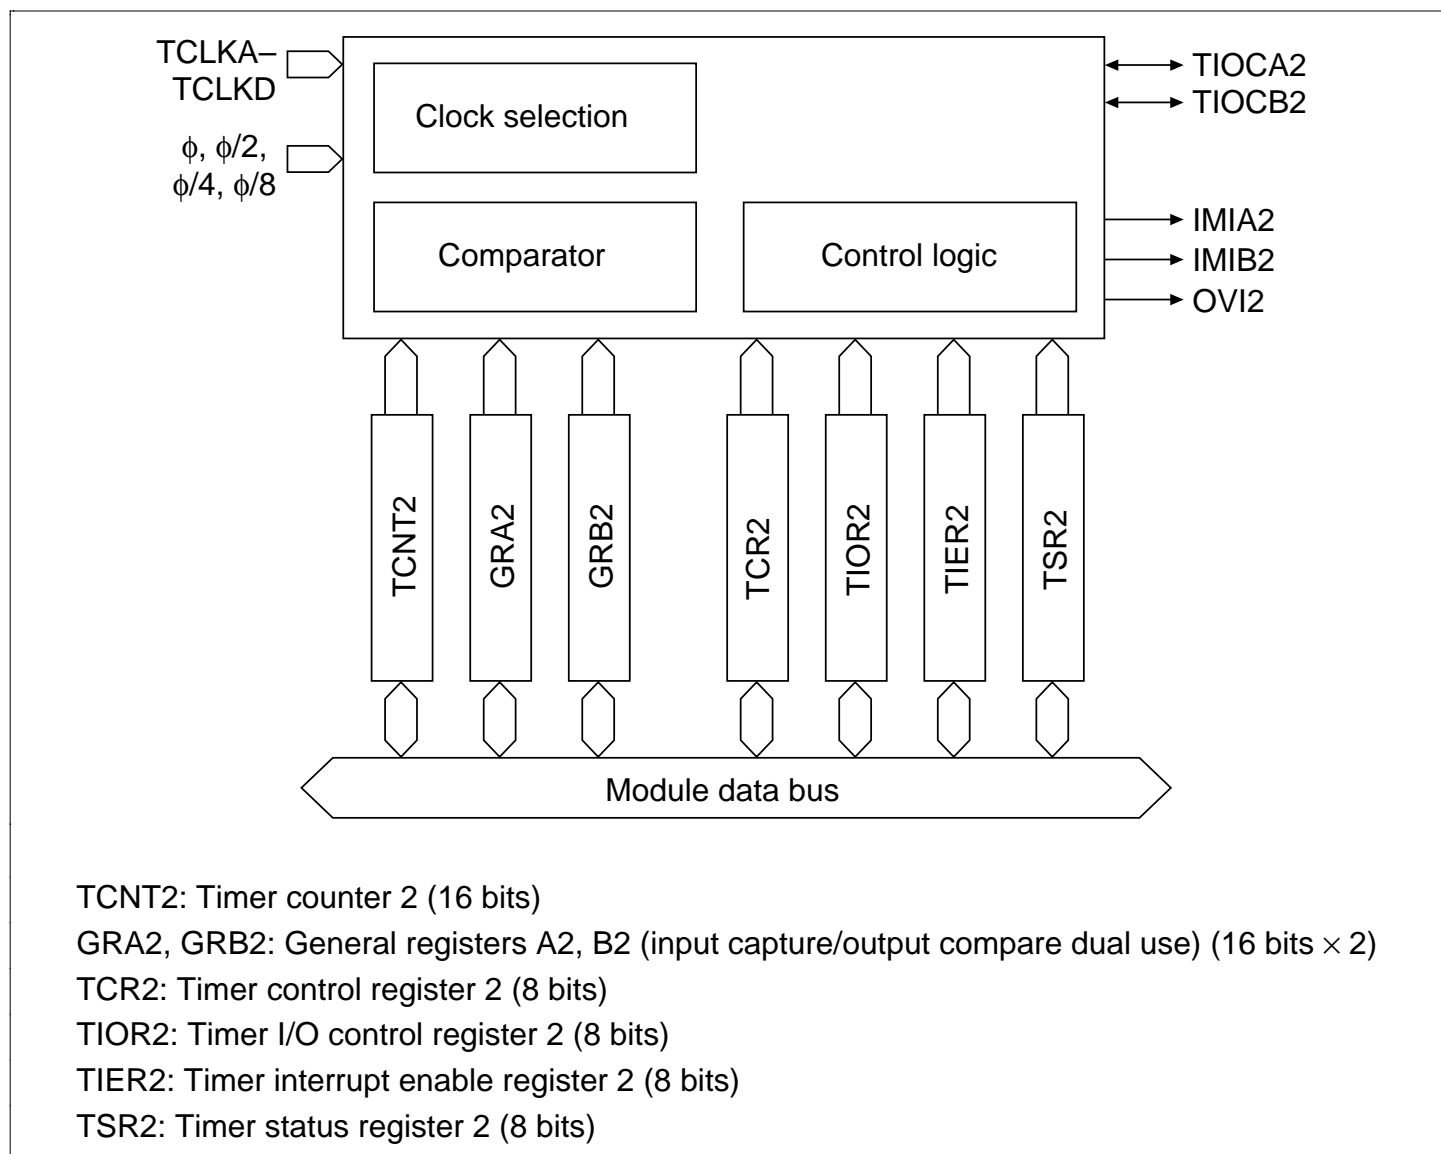 TCLKA–
TCLKD
ϕ, ϕ/2,
ϕ/4, ϕ/8
Clock selection
Comparator
Control logic
TIOCA2
TIOCB2
IMIA2
IMIB2
OVI2
TCNT2
GRA2
GRB2
TCR2
TIOR2
TIER2
TSR2
Module data bus
TCNT2: Timer counter 2 (16 bits)
GRA2, GRB2: General registers A2, B2 (input capture/output compare dual use) (16 bits × 2)
TCR2: Timer control register 2 (8 bits)
TIOR2: Timer I/O control register 2 (8 bits)
TIER2: Timer interrupt enable register 2 (8 bits)
TSR2: Timer status register 2 (8 bits)